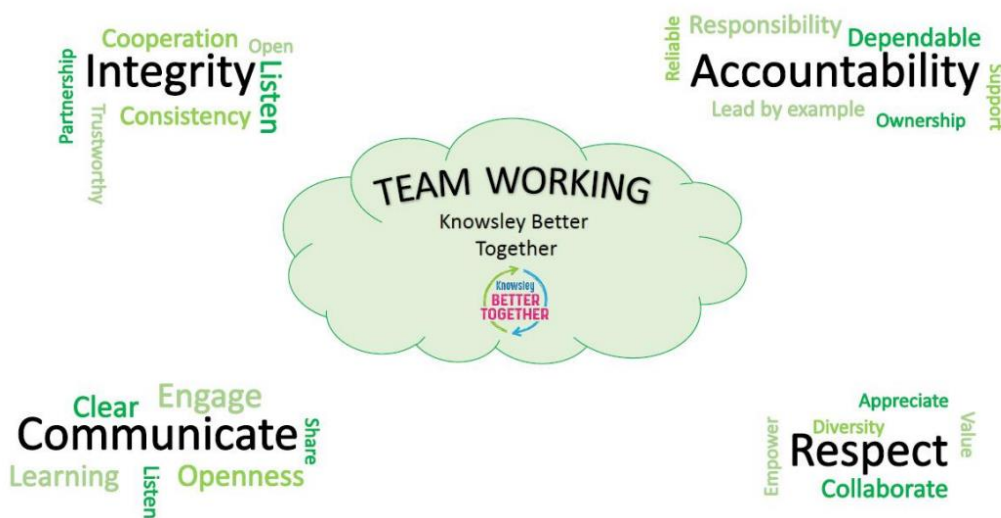 Cooperation
Open
Partnership
Integrity
Listen
Trustworthy
Consistency
Reliable
Responsibility
Dependable
Accountability
Support
Lead by example
Ownership
TEAM WORKING
Knowsley Better
Together
Knowsley
BETTER
TOGETHER
Clear
Engage
Communicate
Share
Learning
Listen
Openness
Appreciate
Empower
Diversity
Value
Respect
Collaborate